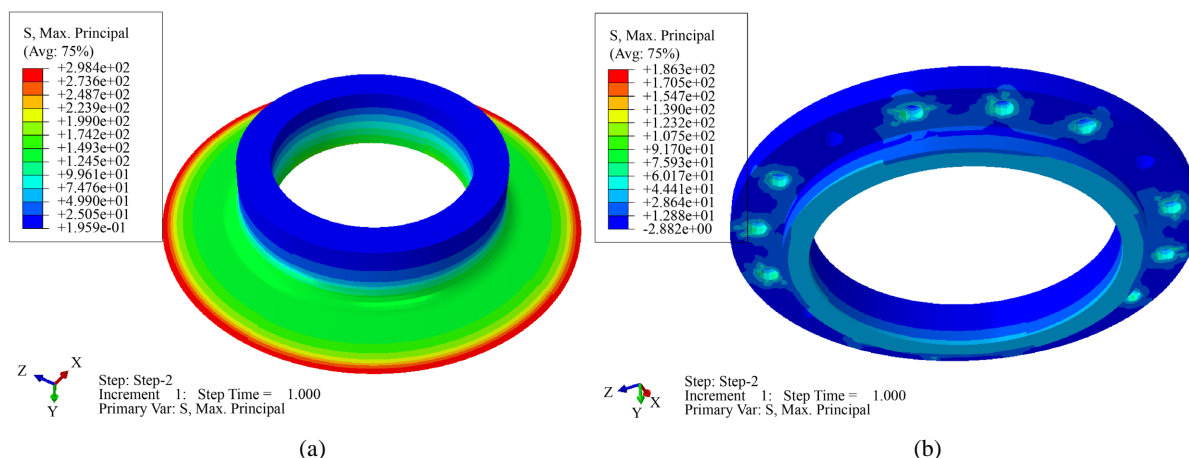 S, Max. Principal
(Avg: 75%)
+2.984e+02
+2.736e+02
+2.487e+02
+2.239e+02
+1.990e+02
+1.742e+02
+1.493e+02
+1.245e+02
+9.961e+01
+7.476e+01
+4.990e+01
+2.505e+01
+1.959e-01
Z
X
Y
Step: Step-2
Increment 1: Step Time = 1.000
Primary Var: S, Max. Principal
(a)
S, Max. Principal
(Avg: 75%)
+1.863e+02
+1.705e+02
+1.547e+02
+1.390e+02
+1.232e+02
+1.075e+02
+9.170e+01
+7.593e+01
+6.017e+01
+4.441e+01
+2.864e+01
+1.288e+01
-2.882e+00
Z
X
Y
Step: Step-2
Increment 1: Step Time = 1.000
Primary Var: S, Max. Principal
(b)